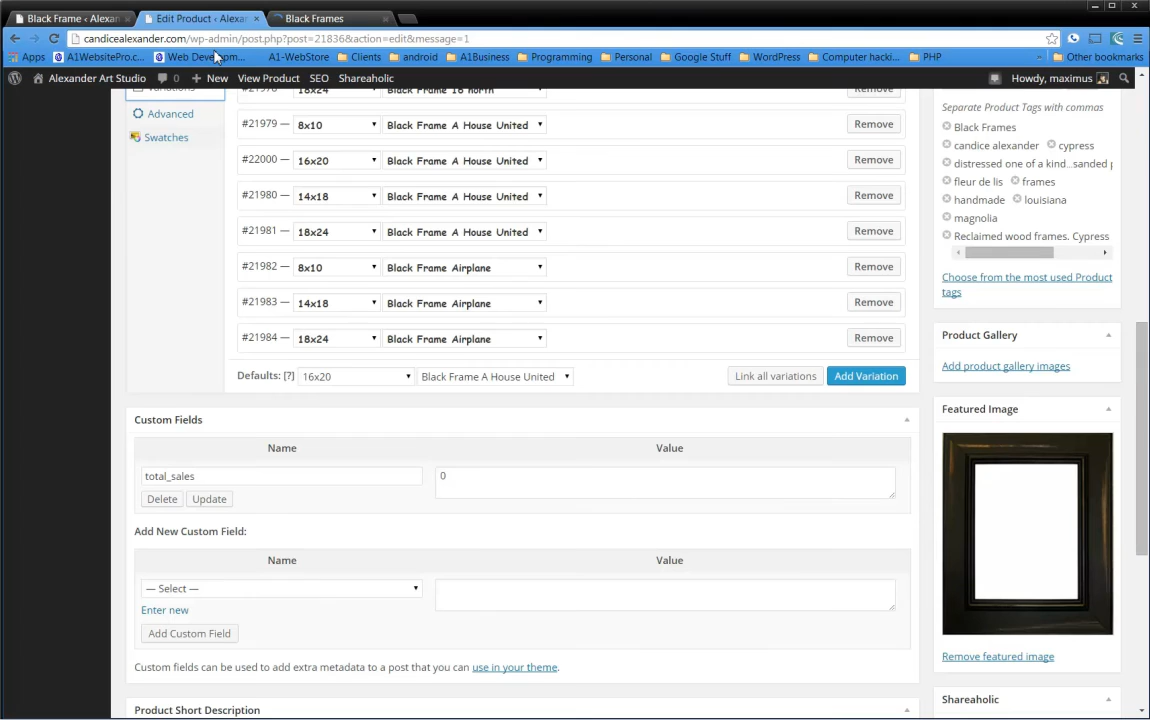 Black Frame ‹ Alexan
Edit Product ‹ Alexar
Black Frames
candicealexander.com/wp-admin/post.php?post=21836&action=edit&message=1
Apps
A1WebsitePro.c...
Web Developm...
A1-WebStore
Clients
android
A1Business
Programming
Personal
Google Stuff
WordPress
Computer hacki...
PHP
»
Other bookmarks
Alexander Art Studio
0
+ New
View Product
SEO
Shareaholic
Howdy, maximus
Variations
Advanced
Swatches
#21978 — 18x24 Black Frame 16 north Remove
#21979 — 8x10 Black Frame A House United Remove
#22000 — 16x20 Black Frame A House United Remove
#21980 — 14x18 Black Frame A House United Remove
#21981 — 18x24 Black Frame A House United Remove
#21982 — 8x10 Black Frame Airplane Remove
#21983 — 14x18 Black Frame Airplane Remove
#21984 — 18x24 Black Frame Airplane Remove
Defaults: [?] 16x20 Black Frame A House United Link all variations Add Variation
Custom Fields
Name Value
total_sales 0
Delete Update
Add New Custom Field:
Name Value
— Select —
Enter new
Add Custom Field
Custom fields can be used to add extra metadata to a post that you can use in your theme.
Product Short Description
Separate Product Tags with commas
Black Frames
candice alexander cypress
distressed one of a kind...sanded
fleur de lis frames
handmade louisiana
magnolia
Reclaimed wood frames. Cypress
Choose from the most used Product
tags
Product Gallery
Add product gallery images
Featured Image
Remove featured image
Shareaholic